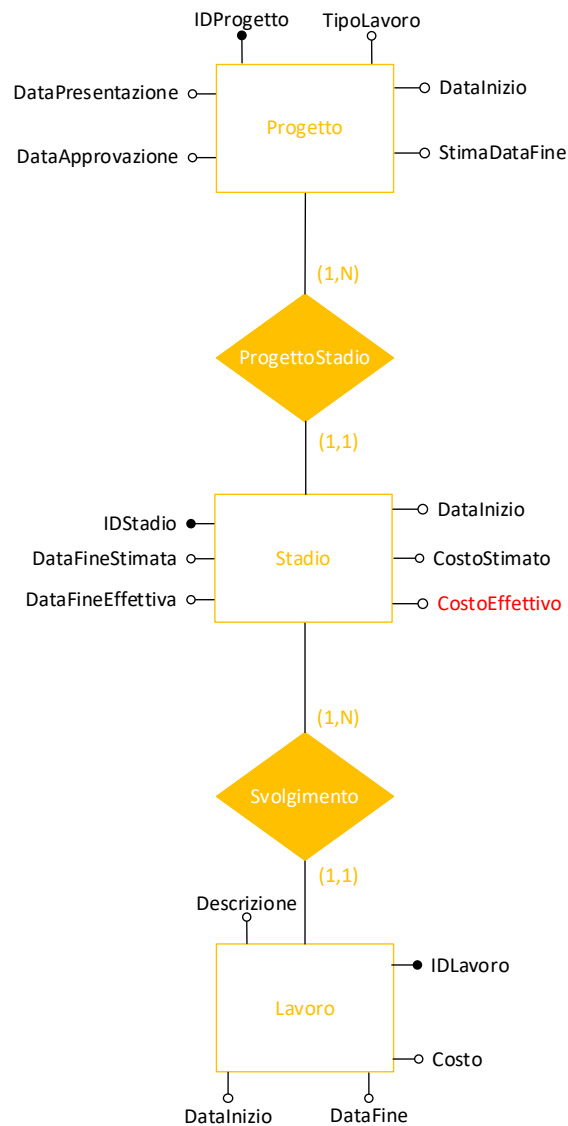 IDProgetto
TipoLavoro
DataPresentazione
DataInizio
Progetto
DataApprovazione
StimaDataFine
(1,N)
ProgettoStadio
(1,1)
IDStadio
DataInizio
DataFineStimata
Stadio
CostoStimato
DataFineEffettiva
CostoEffettivo
(1,N)
Svolgimento
(1,1)
Descrizione
IDLavoro
Lavoro
Costo
DataInizio
DataFine